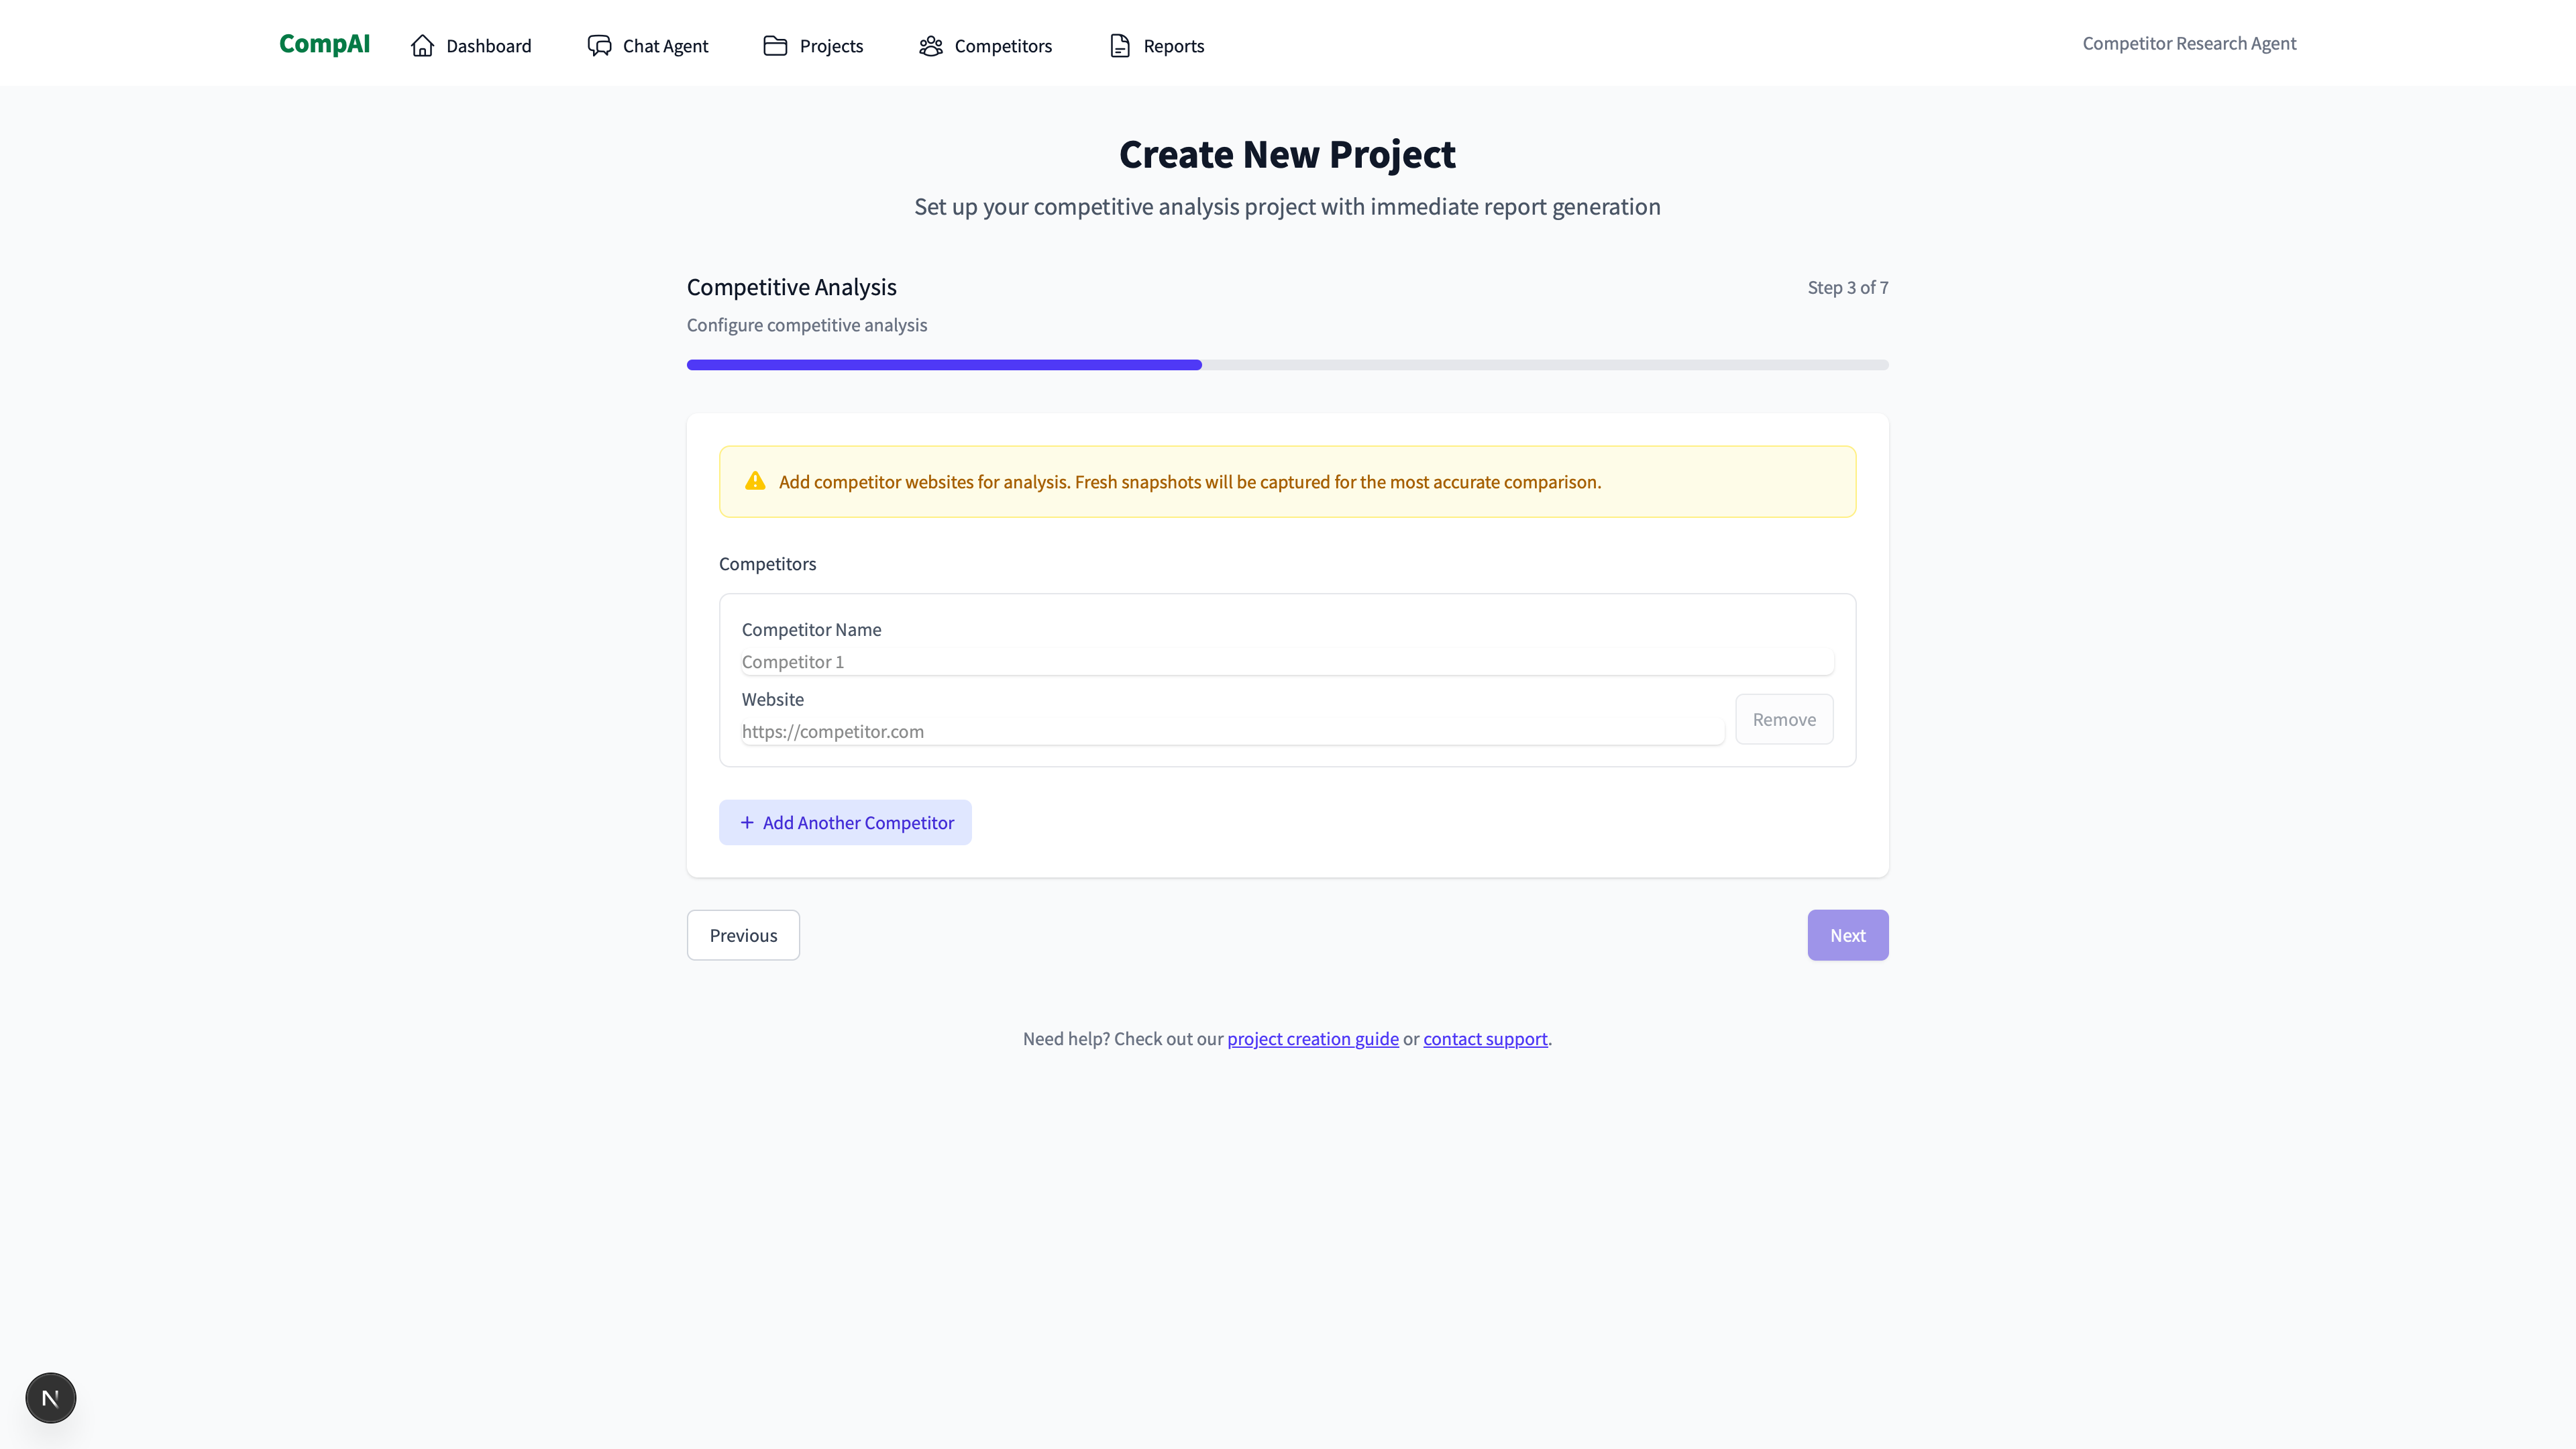 CompAI
Dashboard
Chat Agent
Projects
Competitors
Reports
Competitor Research Agent
Create New Project
Set up your competitive analysis project with immediate report generation
Competitive Analysis
Step 3 of 7
Configure competitive analysis
Add competitor websites for analysis. Fresh snapshots will be captured for the most accurate comparison.
Competitors
Competitor Name
Competitor 1
Website
https://competitor.com
Remove
+ Add Another Competitor
Previous
Next
Need help? Check out our project creation guide or contact support.
N